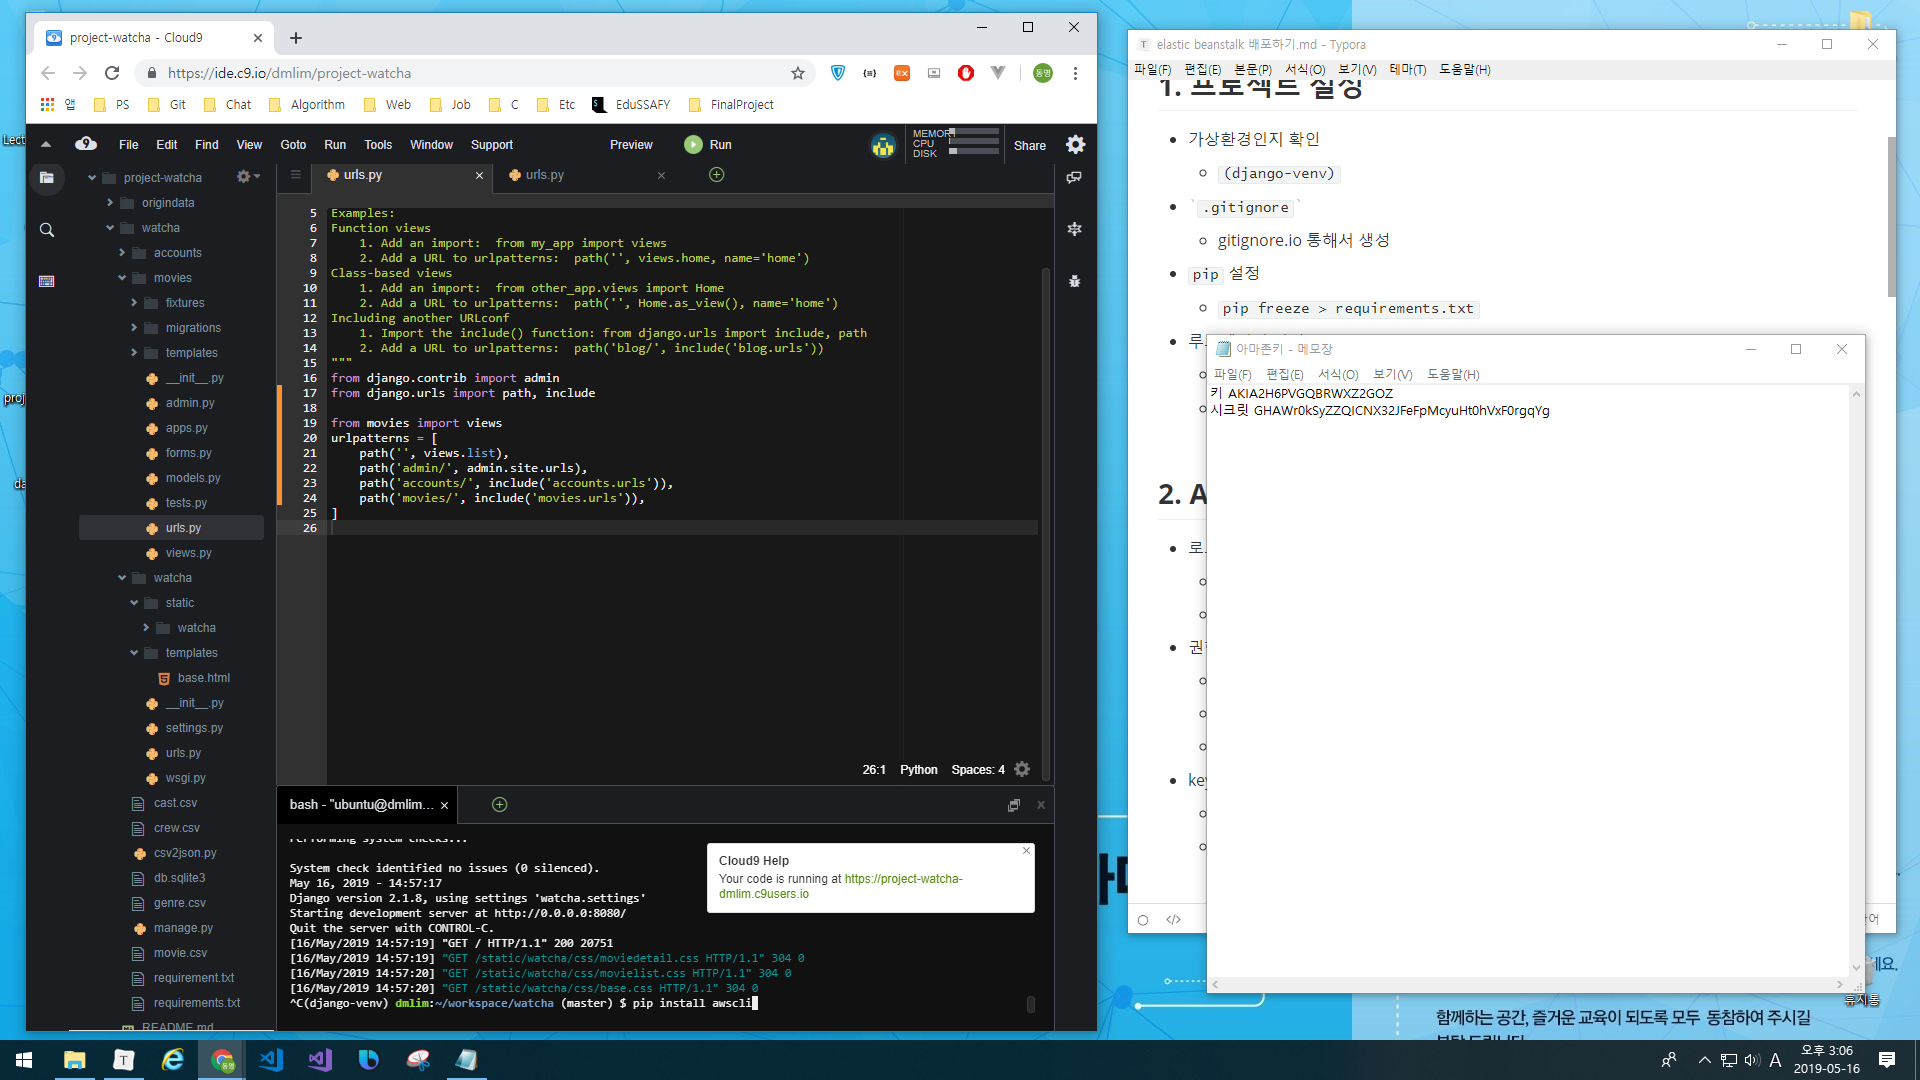 project-watcha - Cloud9
https://ide.c9.io/dmlim/project-watcha
앱 PS Git Chat Algorithm Web Job C Etc EduSSAFY FinalProject
File Edit Find View Goto Run Tools Window Support Preview Run MEMORY CPU DISK Share
project-watcha
origindata
watcha
accounts
movies
fixtures
migrations
templates
__init__.py
admin.py
apps.py
forms.py
models.py
tests.py
urls.py
views.py
watcha
static
watcha
templates
base.html
__init__.py
settings.py
urls.py
wsgi.py
cast.csv
crew.csv
csv2json.py
db.sqlite3
genre.csv
manage.py
movie.csv
requirement.txt
requirements.txt
README.md
urls.py urls.py
5 Examples:
6 Function views
7 1. Add an import:  from my_app import views
8 2. Add a URL to urlpatterns:  path('', views.home, name='home')
9 Class-based views
10 1. Add an import:  from other_app.views import Home
11 2. Add a URL to urlpatterns:  path('', Home.as_view(), name='home')
12 Including another URLconf
13 1. Import the include() function: from django.urls import include, path
14 2. Add a URL to urlpatterns:  path('blog/', include('blog.urls'))
15 """
16 from django.contrib import admin
17 from django.urls import path, include
18
19 from movies import views
20 urlpatterns = [
21 path('', views.list),
22 path('admin/', admin.site.urls),
23 path('accounts/', include('accounts.urls')),
24 path('movies/', include('movies.urls')),
25 ]
26
26:1 Python Spaces: 4
bash - "ubuntu@dmlim...
Performing system checks...
System check identified no issues (0 silenced).
May 16, 2019 - 14:57:17
Django version 2.1.8, using settings 'watcha.settings'
Starting development server at http://0.0.0.0:8080/
Quit the server with CONTROL-C.
[16/May/2019 14:57:19] "GET / HTTP/1.1" 200 20751
[16/May/2019 14:57:19] "GET /static/watcha/css/moviedetail.css HTTP/1.1" 304 0
[16/May/2019 14:57:20] "GET /static/watcha/css/movielist.css HTTP/1.1" 304 0
[16/May/2019 14:57:20] "GET /static/watcha/css/base.css HTTP/1.1" 304 0
^C(django-venv) dmlim:~/workspace/watcha (master) $ pip install awscli
Cloud9 Help
Your code is running at https://project-watcha-
dmlim.c9users.io
elastic beanstalk 배포하기.md - Typora
파일(F) 편집(E) 본문(P) 서식(O) 보기(V) 테마(T) 도움말(H)
1. 프로젝트 설정
가상환경인지 확인
(django-venv)
` .gitignore `
gitignore.io 통해서 생성
pip 설정
pip freeze > requirements.txt
루
2. A
로
key
아마존키 - 메모장
파일(F) 편집(E) 서식(O) 보기(V) 도움말(H)
키 AKIA2H6PVGQBRWXZ2GOZ
시크릿 GHAWr0kSyZZQICNX32JFeFpMcyuHt0hVxF0rgqYg
휴지통
함께하는 공간, 즐거운 교육이 되도록 모두 동참하여 주시길
부탁 드립니다
A
오후 3:06
2019-05-16